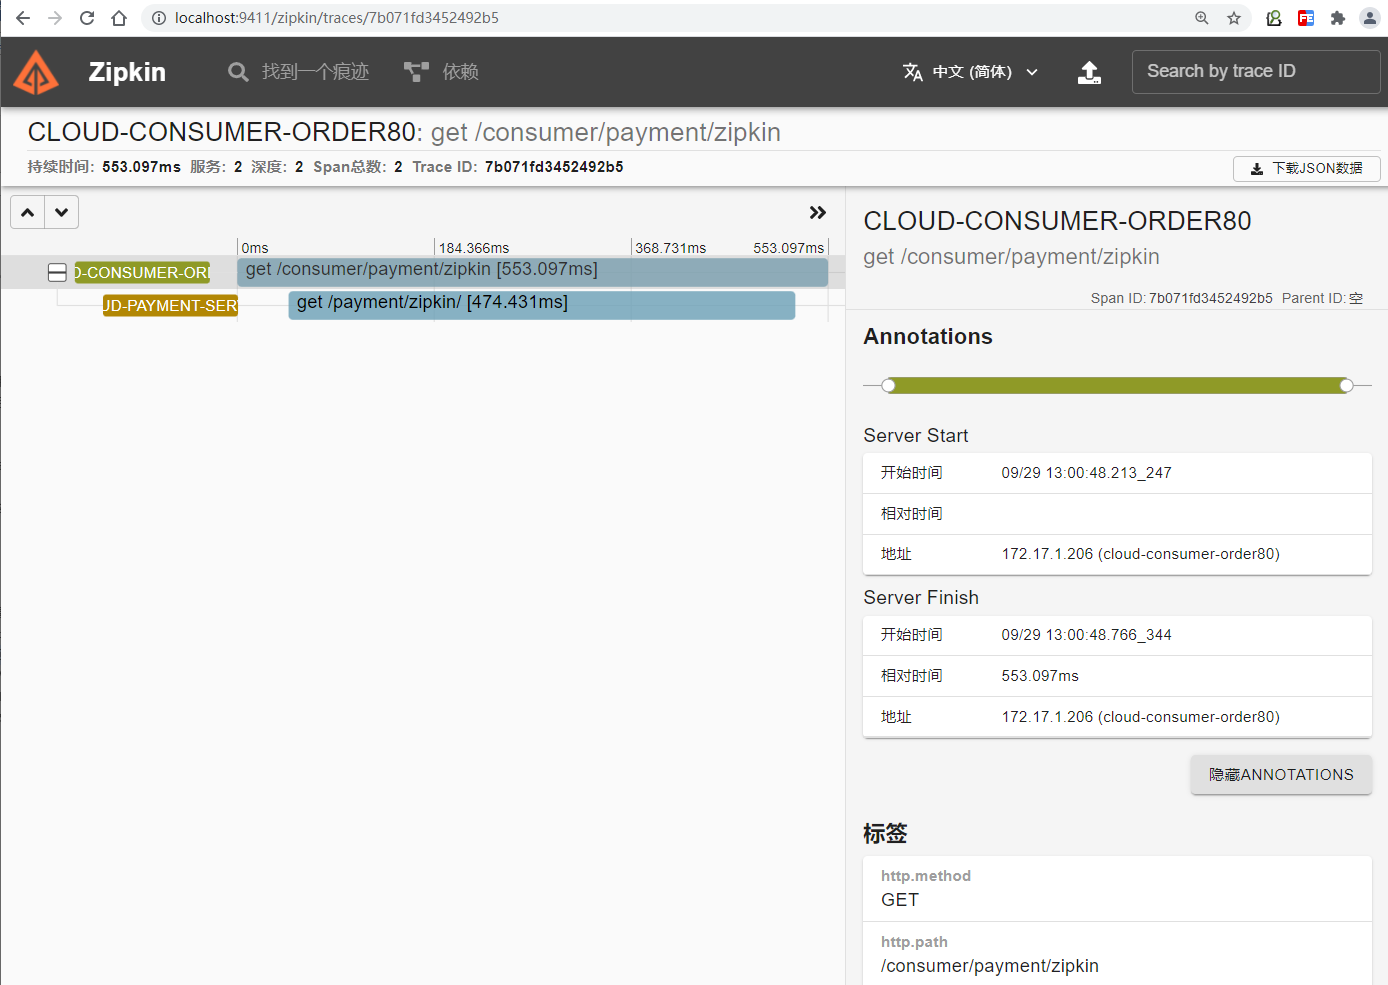 localhost:9411/zipkin/traces/7b071fd3452492b5
Zipkin
找到一个痕迹
依赖
中文 (简体)
Search by trace ID
CLOUD-CONSUMER-ORDER80: get /consumer/payment/zipkin
持续时间: 553.097ms 服务: 2 深度: 2 Span总数: 2 Trace ID: 7b071fd3452492b5
下载JSON数据
0ms 184.366ms 368.731ms 553.097ms
D-CONSUMER-ORI get /consumer/payment/zipkin [553.097ms]
JD-PAYMENT-SER get /payment/zipkin/ [474.431ms]
CLOUD-CONSUMER-ORDER80
get /consumer/payment/zipkin
Span ID: 7b071fd3452492b5 Parent ID: 空
Annotations
Server Start
开始时间 09/29 13:00:48.213_247
相对时间
地址 172.17.1.206 (cloud-consumer-order80)
Server Finish
开始时间 09/29 13:00:48.766_344
相对时间 553.097ms
地址 172.17.1.206 (cloud-consumer-order80)
隐藏ANNOTATIONS
标签
http.method
GET
http.path
/consumer/payment/zipkin